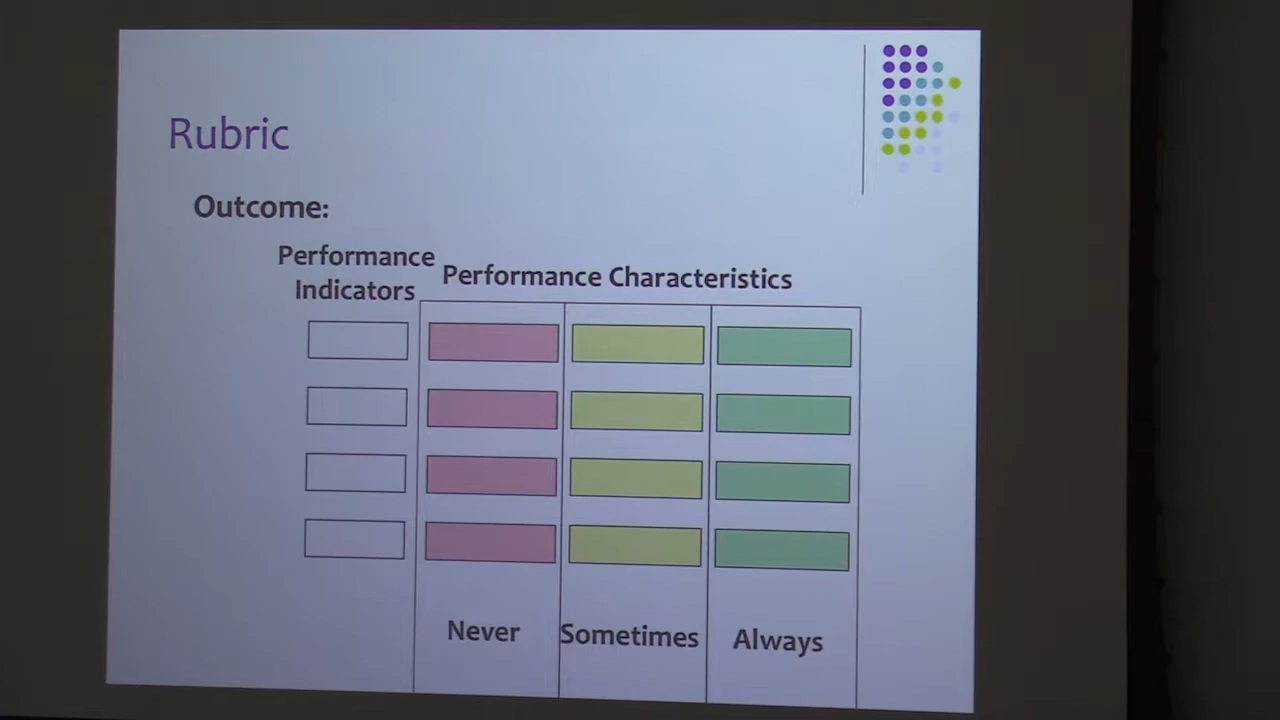 Rubric
Outcome:
Performance
Indicators
Performance Characteristics
Never
Sometimes
Always